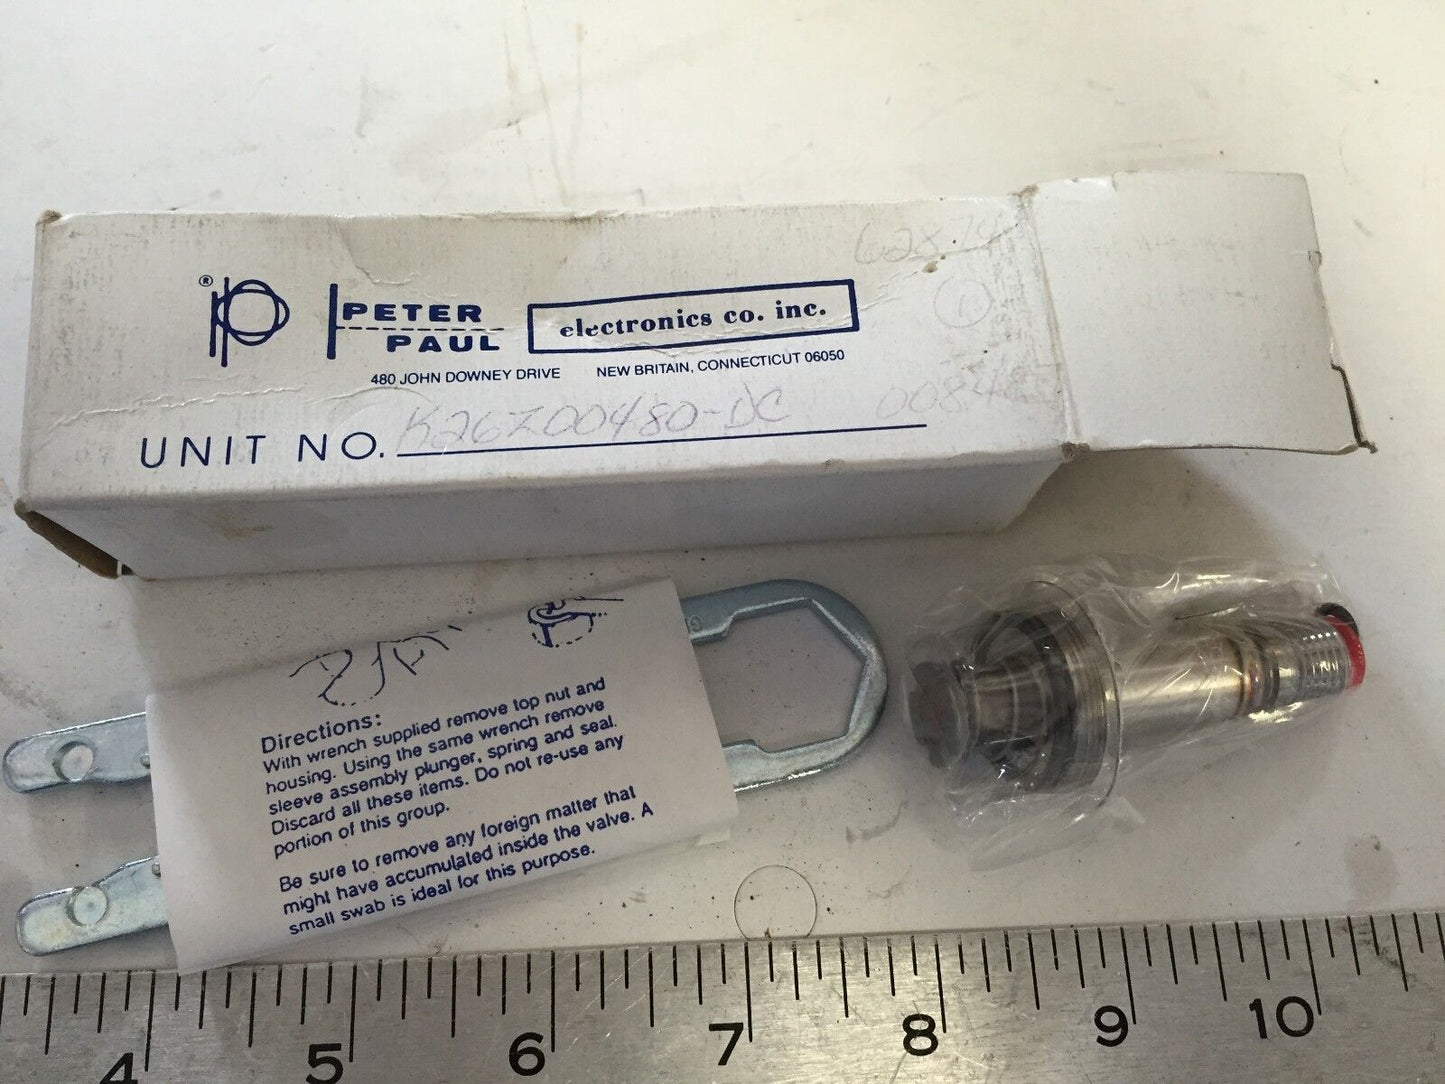 62874
®
PETER PAUL electronics co. inc.
480 JOHN DOWNEY DRIVE NEW BRITAIN, CONNECTICUT 06050
UNIT NO. K26Z00480-DC
Directions:
With wrench supplied remove top nut and
housing. Using the same wrench remove
sleeve assembly plunger, spring and seal.
Discard all these items. Do not re-use any
portion of this group.
Be sure to remove any foreign matter that
might have accumulated inside the valve. A
small swab is ideal for this purpose.
4 5 6 7 8 9 10